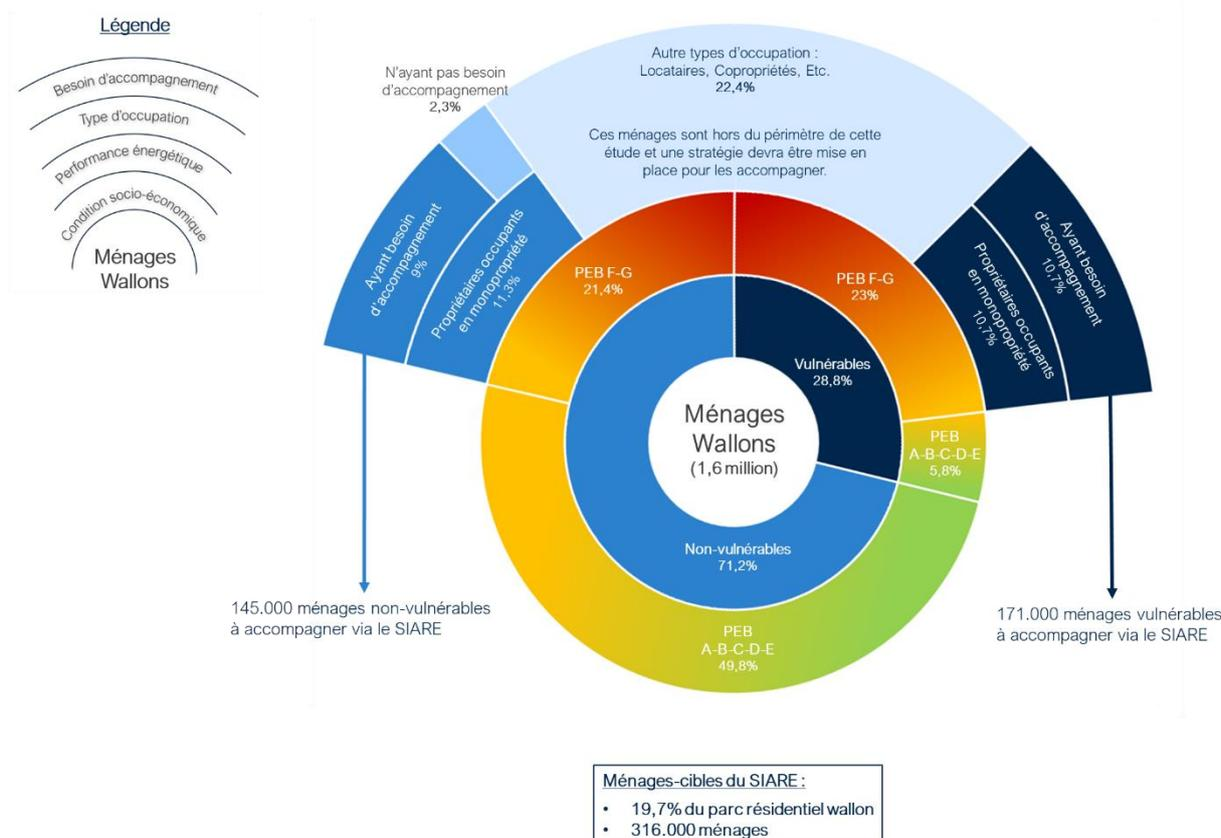 Légende
Besoin d'accompagnement
Type d'occupation
Performance énergétique
Condition socio-économique
Ménages
Wallons
N'ayant pas besoin
d'accompagnement
2,3%
Autre types d'occupation :
Locataires, Copropriétés, Etc.
22,4%
Ces ménages sont hors du périmètre de cette
étude et une stratégie devra être mise en
place pour les accompagner.
Ayant besoin
d'accompagnement
9%
Propriétaires occupants
en monopropriété
11,3%
PEB F-G
21,4%
PEB F-G
23%
Propriétaires occupants
en monopropriété
10,7%
Ayant besoin
d'accompagnement
10,7%
Vulnérables
28,8%
Ménages
Wallons
(1,6 million)
PEB
A-B-C-D-E
5,8%
Non-vulnérables
71,2%
PEB
A-B-C-D-E
49,8%
145.000 ménages non-vulnérables
à accompagner via le SIARE
171.000 ménages vulnérables
à accompagner via le SIARE
Ménages-cibles du SIARE :
• 19,7% du parc résidentiel wallon
• 316.000 ménages